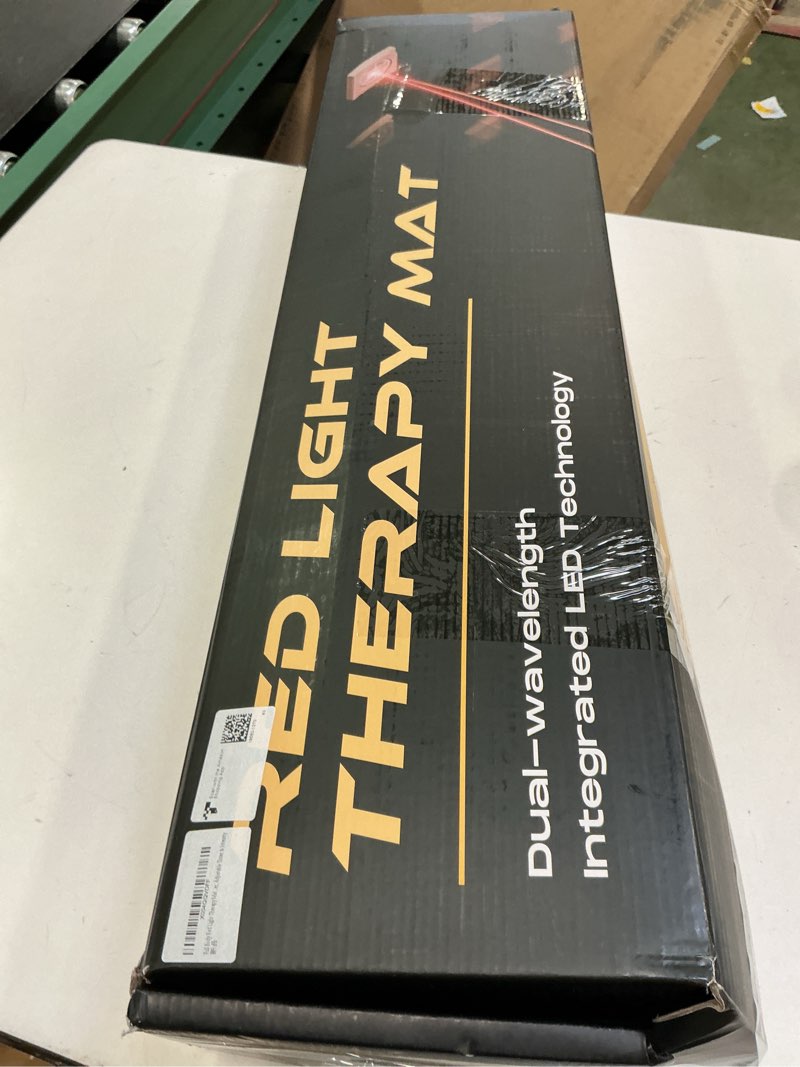 RED LIGHT
THERAPY MAT
Dual-wavelength
Integrated LED Technology